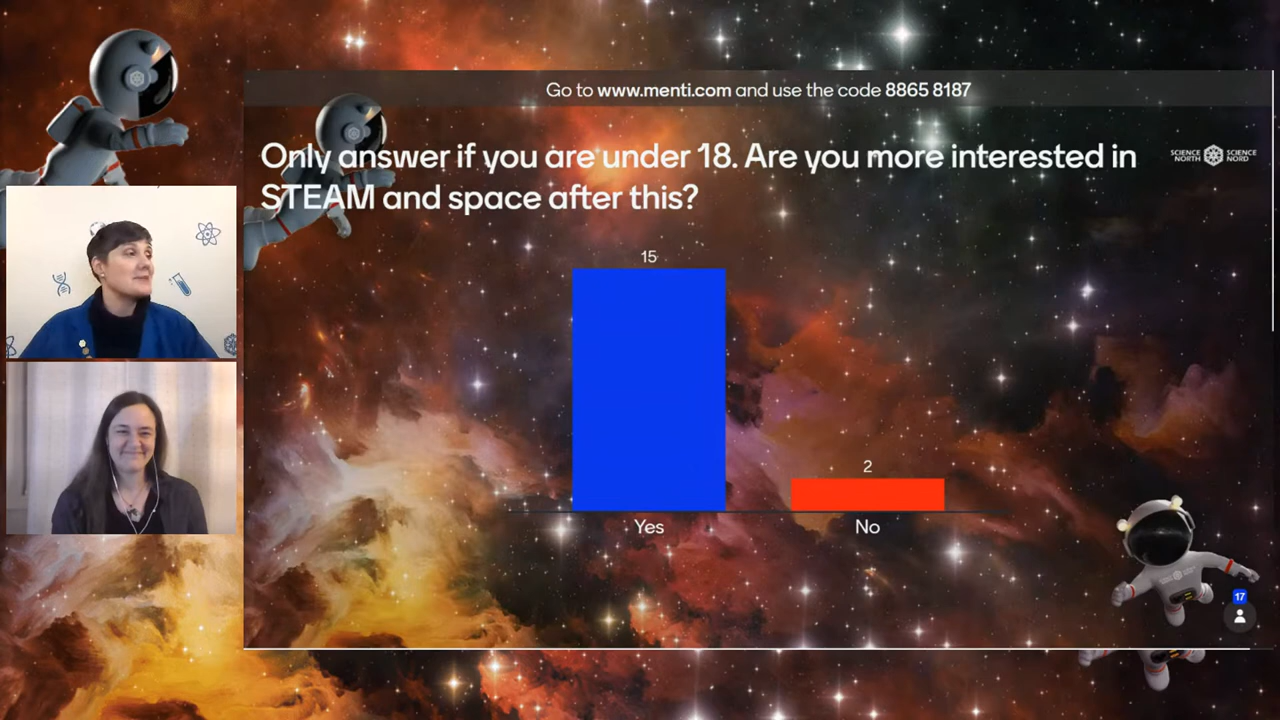 Go to www.menti.com and use the code 8865 8187
Only answer if you are under 18. Are you more interested in
STEAM and space after this?
SCIENCE NORTH SCIENCE NORD
15
2
Yes
No
17